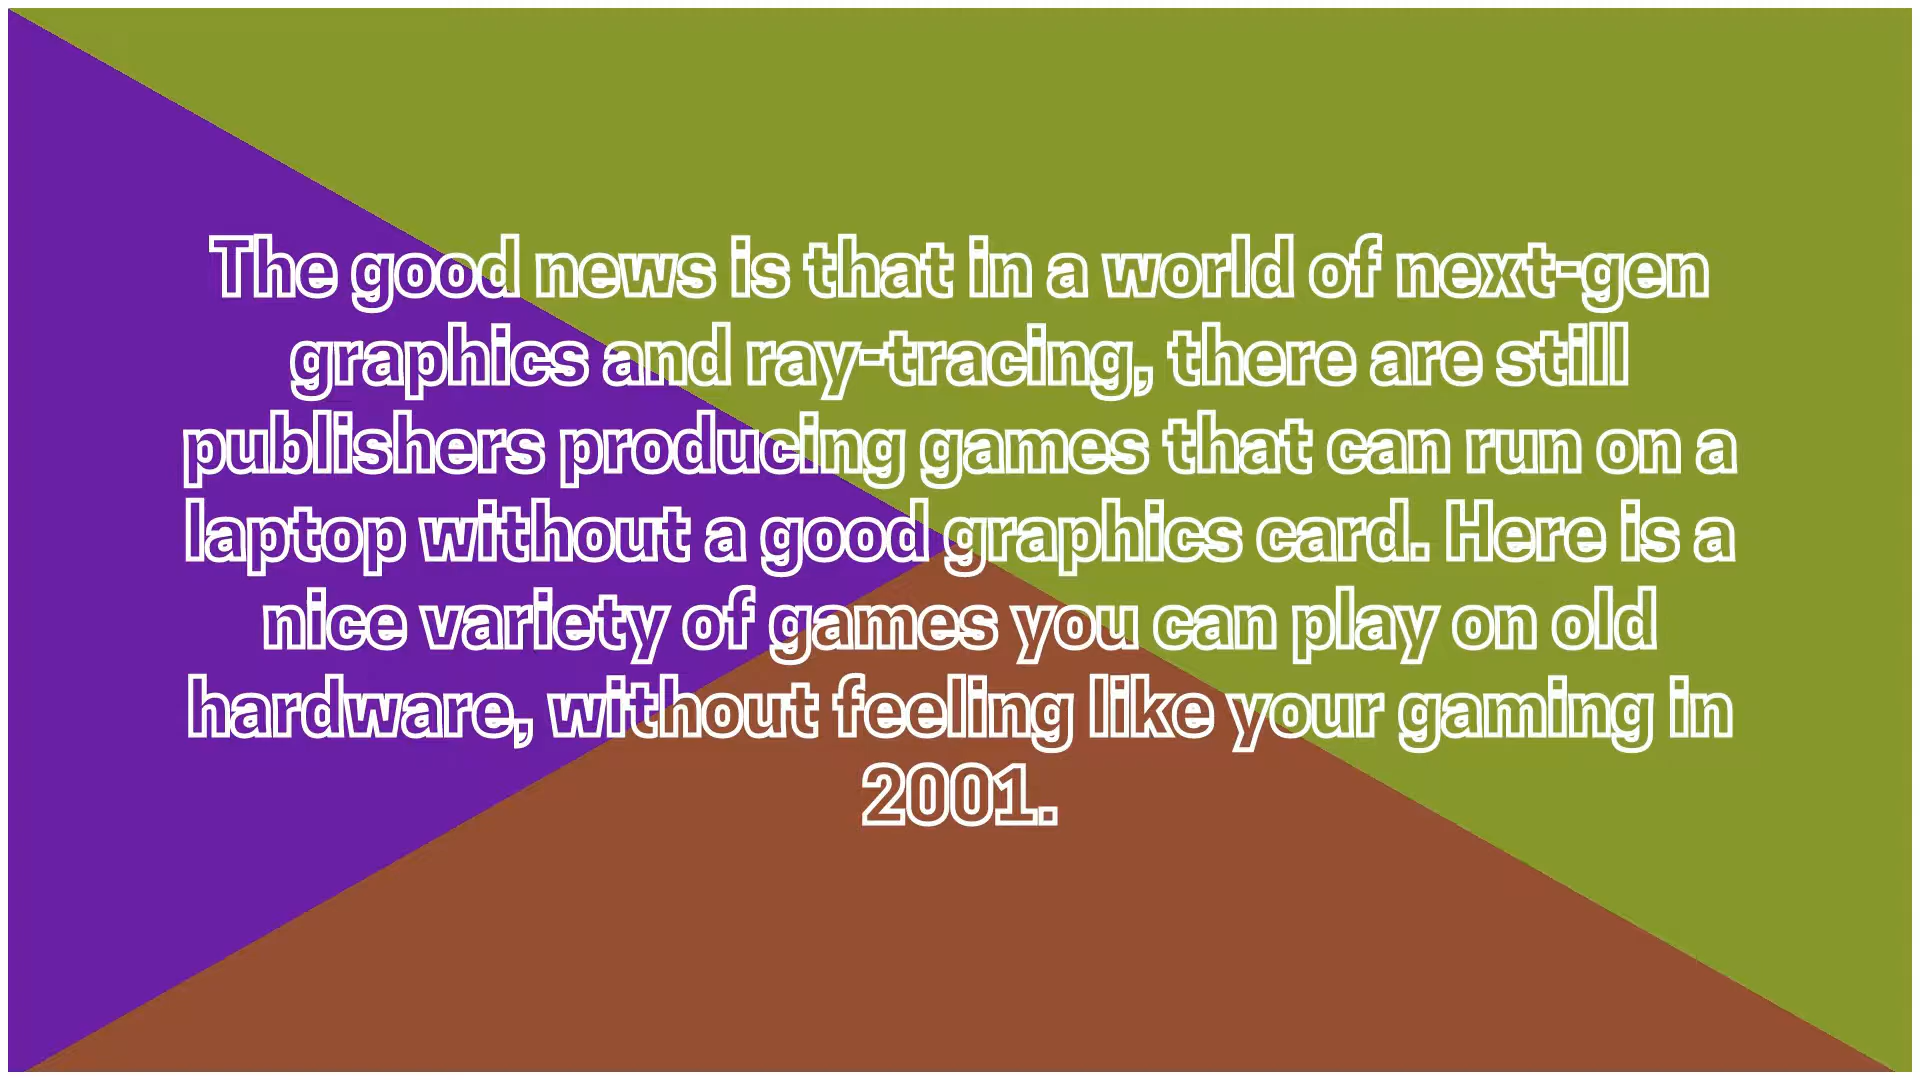 The good news is that in a world of next-gen
graphics and ray-tracing, there are still
publishers producing games that can run on a
laptop without a good graphics card. Here is a
nice variety of games you can play on old
hardware, without feeling like your gaming in
2001.